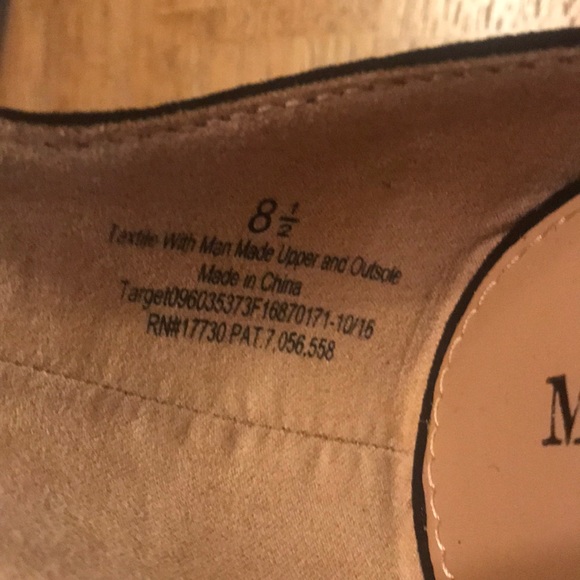 8 1/2
Textile With Man Made Upper and Outsole
Made in China
Target096035373F16870171-10/16
RN#17730 PAT.7,056,558
M